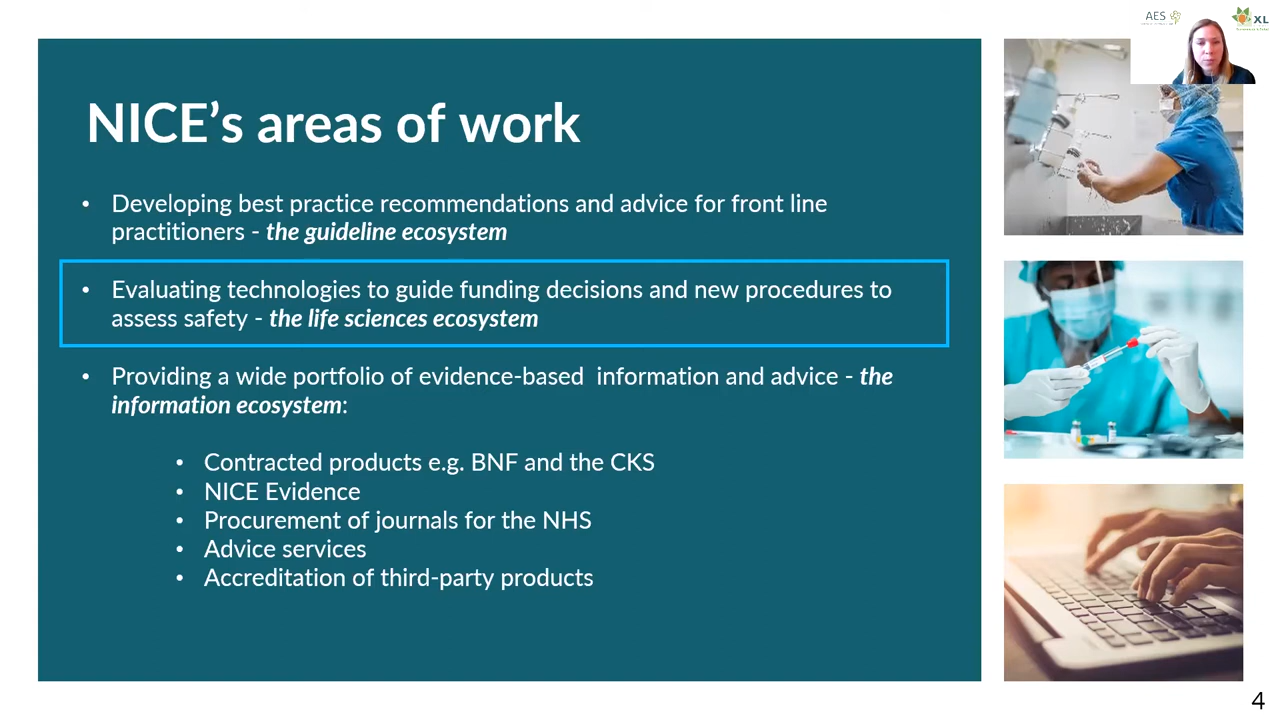 AES
XL
NICE's areas of work
• Developing best practice recommendations and advice for front line
practitioners - the guideline ecosystem
• Evaluating technologies to guide funding decisions and new procedures to
assess safety - the life sciences ecosystem
• Providing a wide portfolio of evidence-based  information and advice - the
information ecosystem:
• Contracted products e.g. BNF and the CKS
• NICE Evidence
• Procurement of journals for the NHS
• Advice services
• Accreditation of third-party products
4